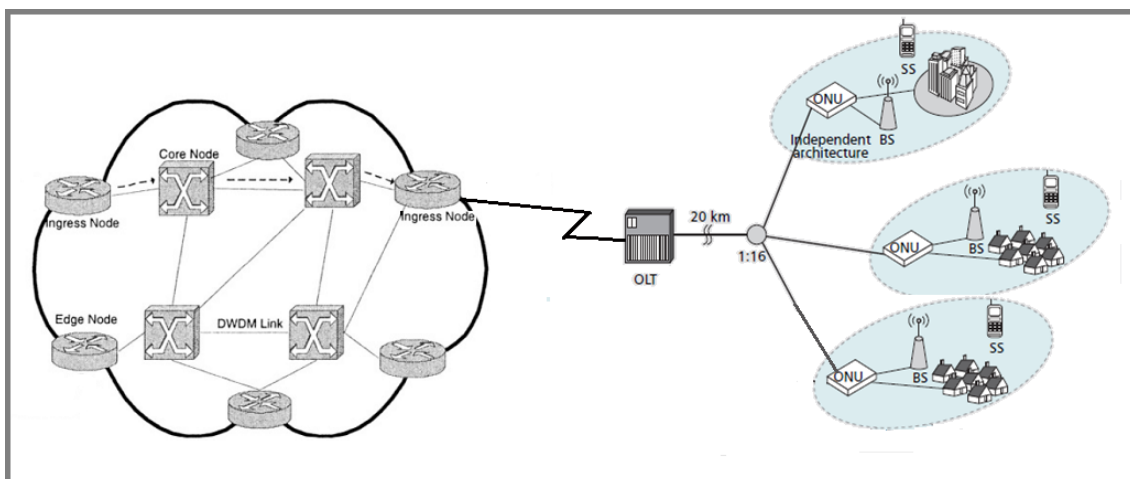 Core Node
Ingress Node
Ingress Node
Edge Node
DWDM Link
OLT
20 km
1:16
SS
ONU
BS
Independent
architecture
BS
SS
ONU
BS
SS
ONU